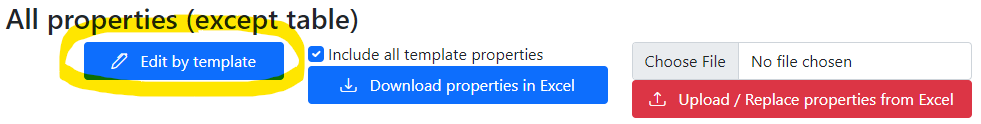 All properties (except table)
Edit by template
Include all template properties
Download properties in Excel
Choose File No file chosen
Upload / Replace properties from Excel